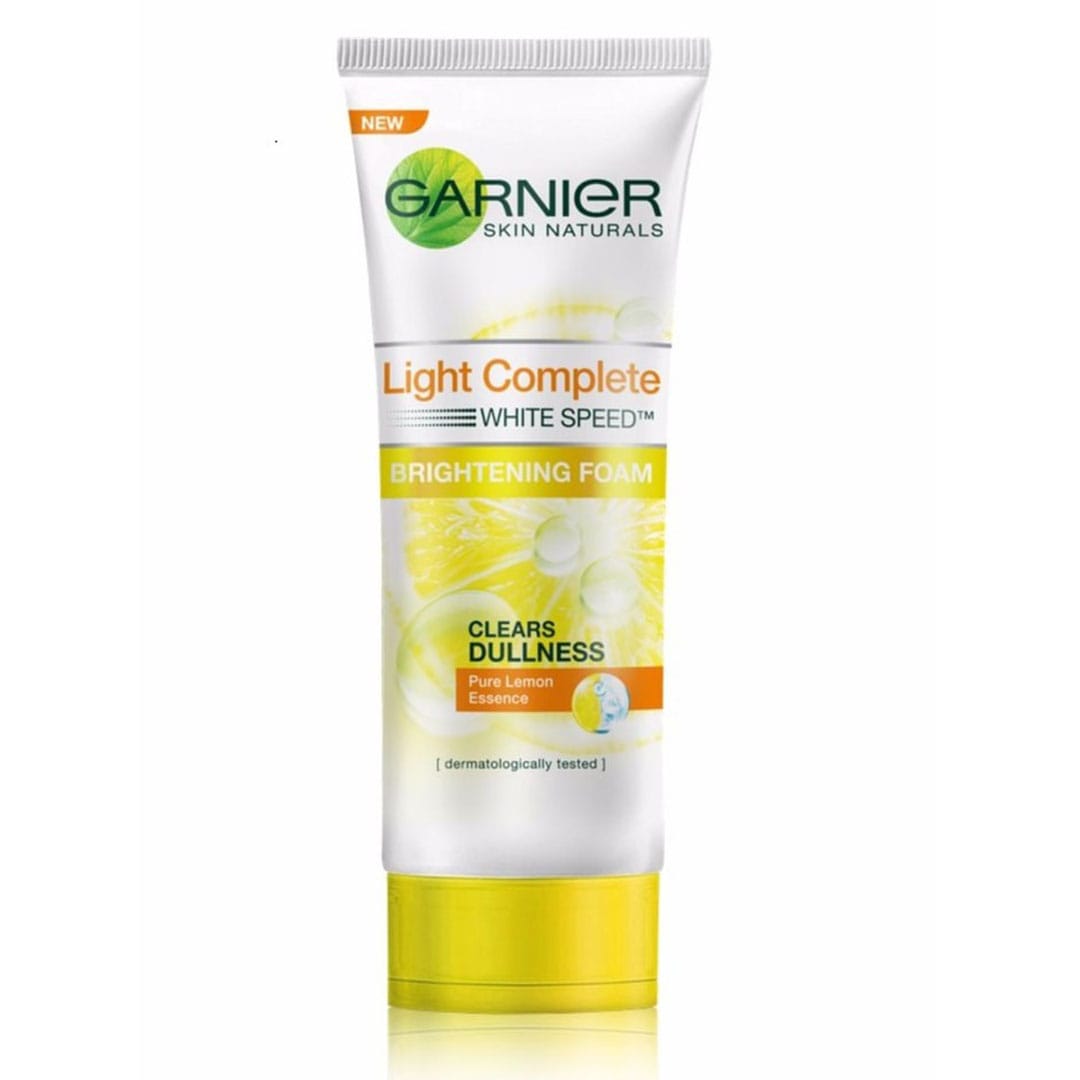 NEW
GARNIER
SKIN NATURALS
Light Complete
WHITE SPEED™
BRIGHTENING FOAM
CLEARS
DULLNESS
Pure Lemon
Essence
[ dermatologically tested ]